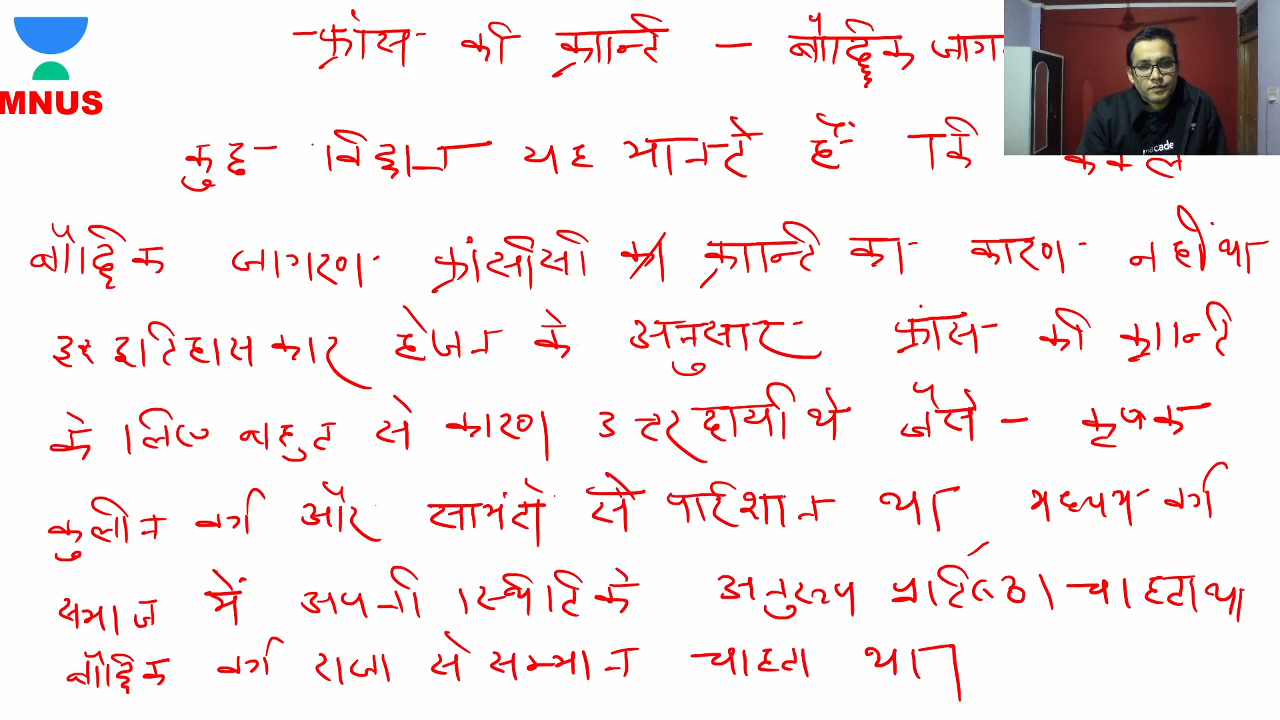 फ्रांस की क्रान्ति – बौद्धिक जाग
MNUS
कुछ विद्वान यह मानते हैं कि केवल
nacade
बौद्धिक जागरण फ्रांसीसी क्रान्ति का कारण नहीं था
इतिहासकार हेजन के अनुसार फ्रांस की क्रान्ति
के लिए बहुत से कारण उत्तरदायी थे जैसे – कृषक
कुलीन वर्ग और सामंतो से परिशान था मध्यम वर्ग
समाज में अपनी स्थिति के अनुरूप प्रतिष्ठा चाहता था
बौद्धिक वर्ग राजा से सम्मान चाहता था